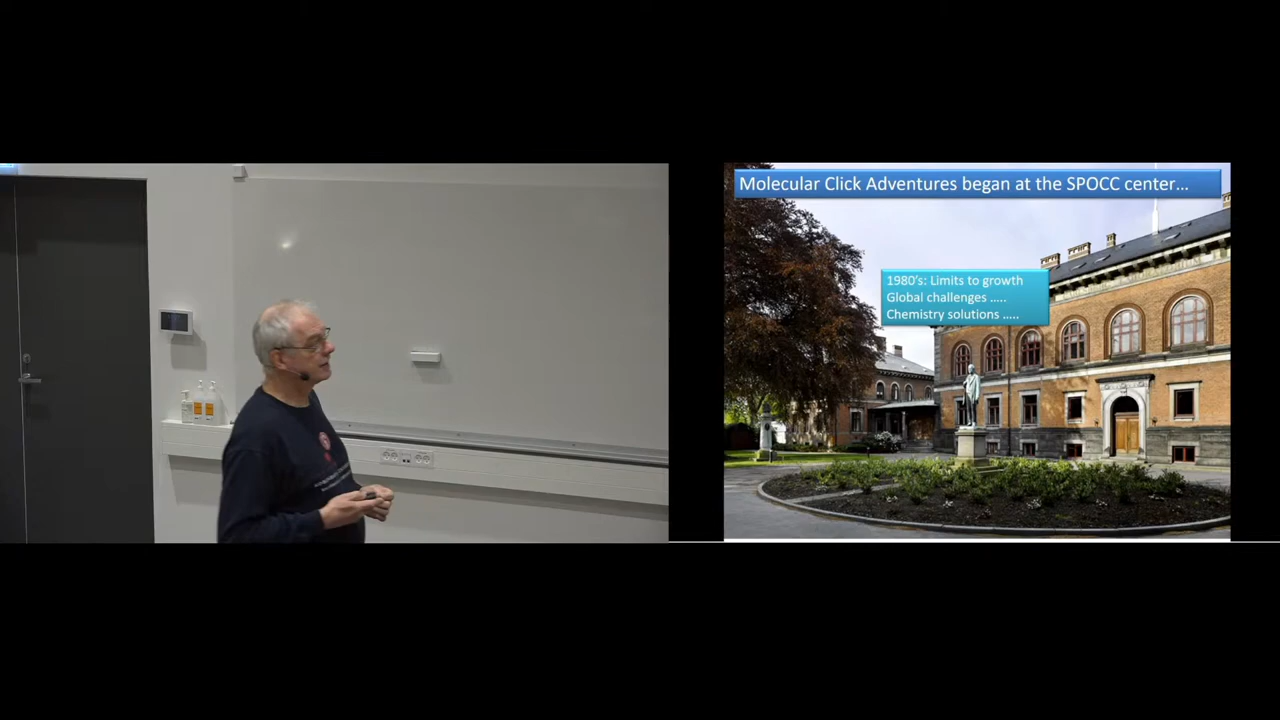 Molecular Click Adventures began at the SPOCC center...
1980's: Limits to growth
Global challenges .....
Chemistry solutions .....